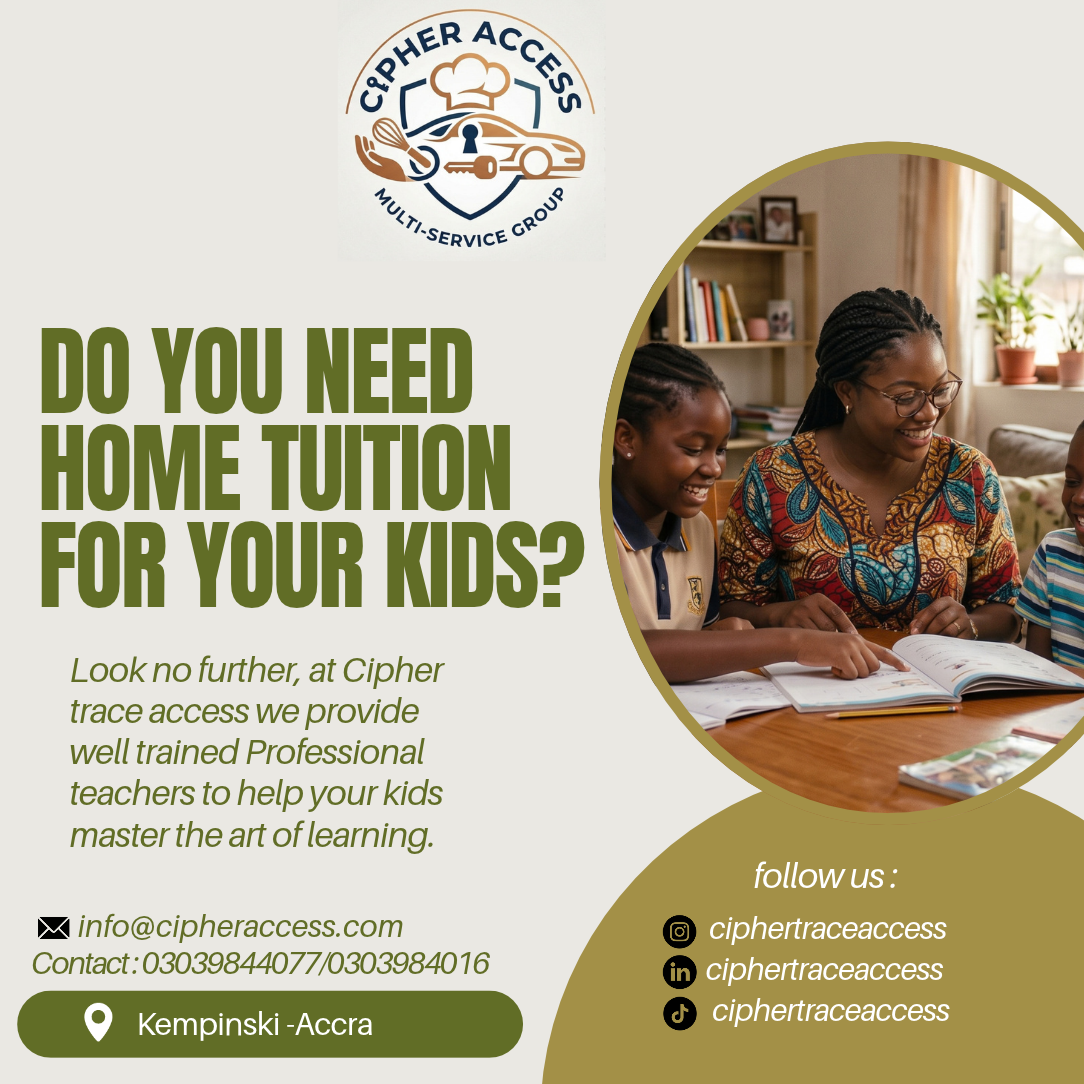 CIPHER ACCESS
MULTI-SERVICE GROUP
DO YOU NEED
HOME TUITION
FOR YOUR KIDS?
Look no further, at Cipher
trace access we provide
well trained Professional
teachers to help your kids
master the art of learning.
info@cipheraccess.com
Contact : 03039844077/0303984016
Kempinski -Accra
follow us :
ciphertraceaccess
in ciphertraceaccess
ciphertraceaccess